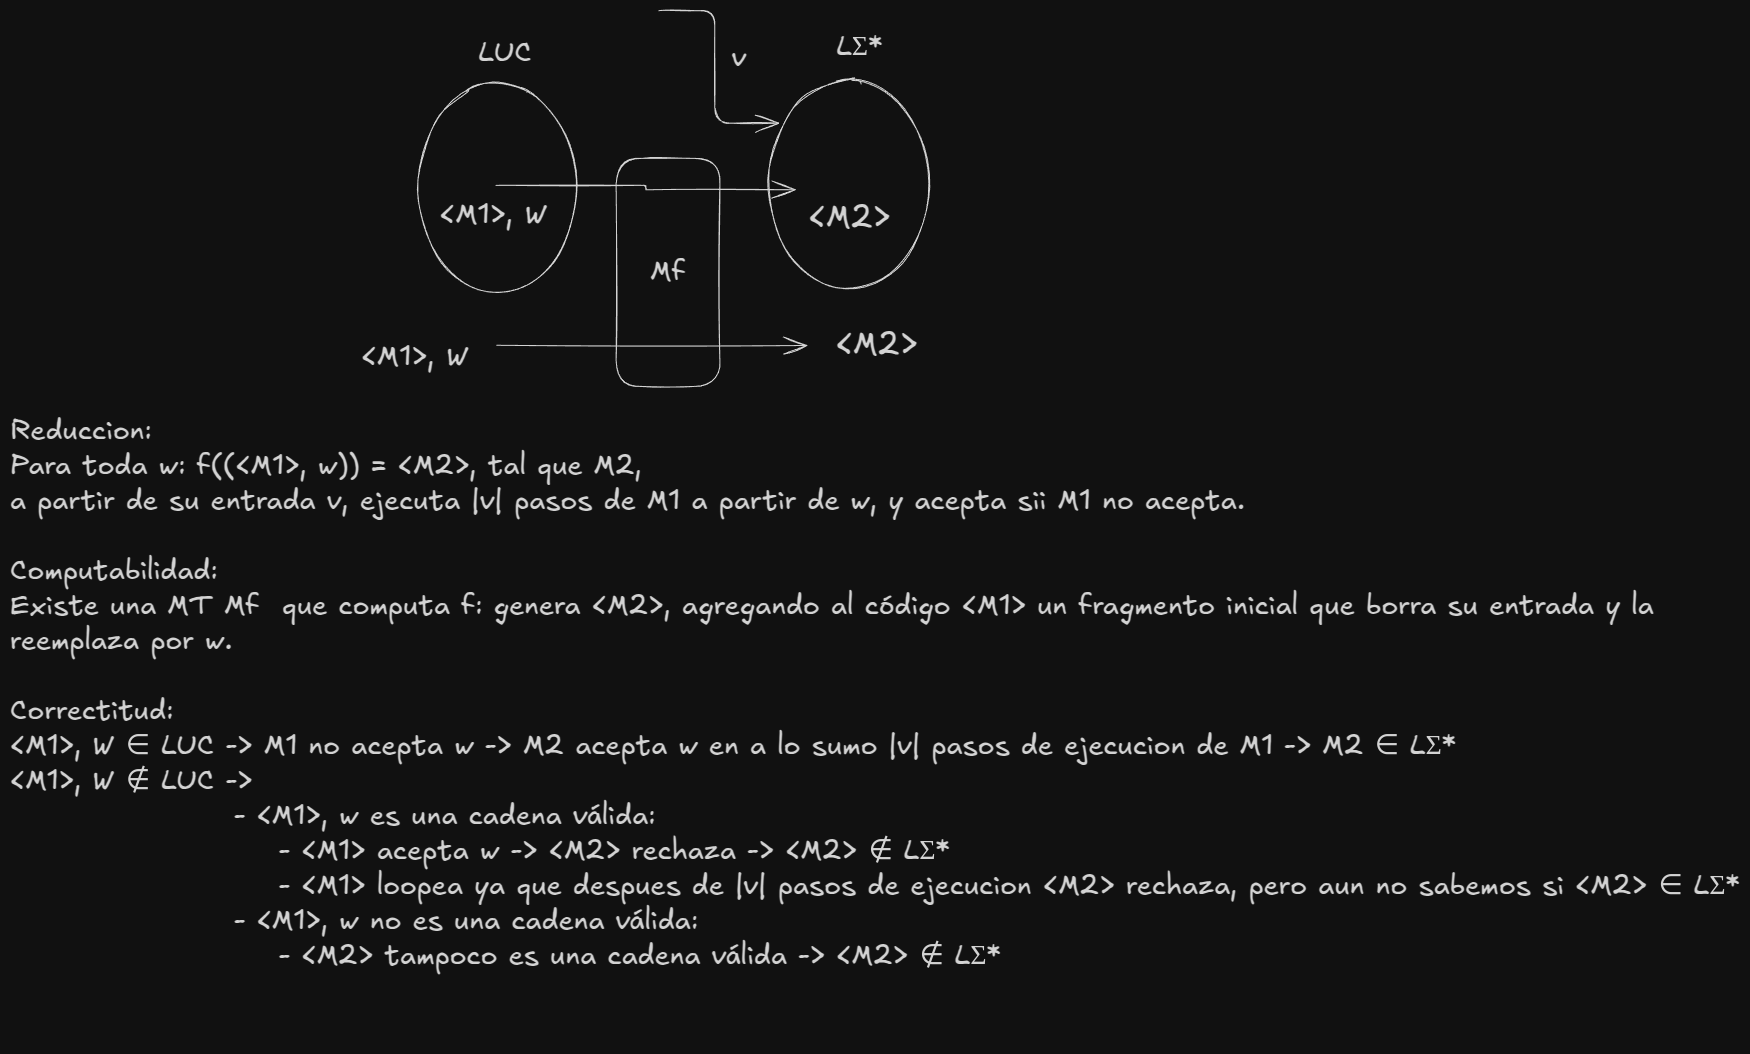 LUC
v
LΣ*
<M1>, W
<M2>
Mf
<M1>, W
<M2>
Reduccion:
Para toda w: f((<M1>, w)) = <M2>, tal que M2,
a partir de su entrada v, ejecuta |v| pasos de M1 a partir de w, y acepta sii M1 no acepta.
Computabilidad:
Existe una MT Mf que computa f: genera <M2>, agregando al código <M1> un fragmento inicial que borra su entrada y la
reemplaza por w.
Correctitud:
<M1>, W ∈ LUC -> M1 no acepta w -> M2 acepta w en a lo sumo |v| pasos de ejecucion de M1 -> M2 ∈ LΣ*
<M1>, W ∉ LUC ->
- <M1>, w es una cadena válida:
- <M1> acepta w -> <M2> rechaza -> <M2> ∉ LΣ*
- <M1> loopea ya que despues de |v| pasos de ejecucion <M2> rechaza, pero aun no sabemos si <M2> ∈ LΣ*
- <M1>, w no es una cadena válida:
- <M2> tampoco es una cadena válida -> <M2> ∉ LΣ*